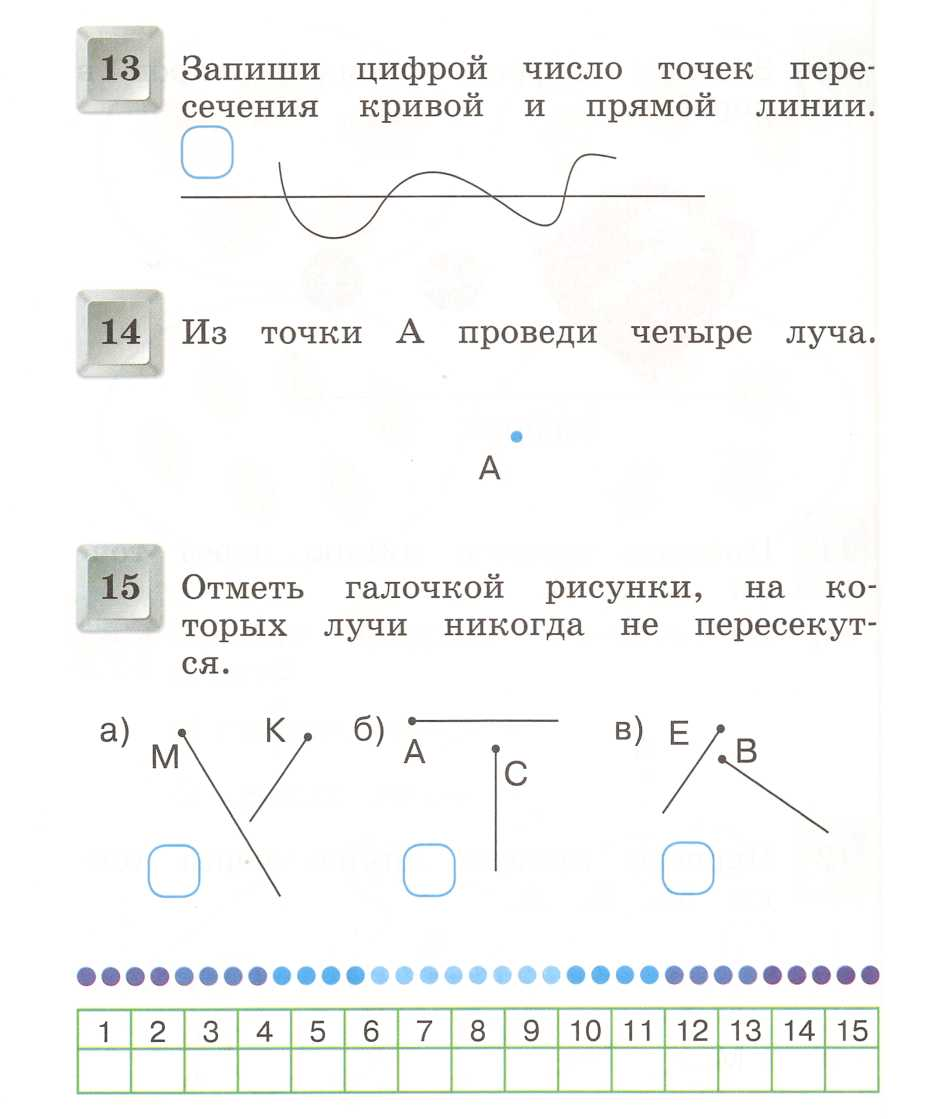 13 Запиши цифрой число точек пере-
сечения кривой и прямой линии.
14 Из точки А проведи четыре луча.
А
15 Отметь галочкой рисунки, на ко-
торых лучи никогда не пересекут-
ся.
а) М К б) А С в) Е В
1 2 3 4 5 6 7 8 9 10 11 12 13 14 15